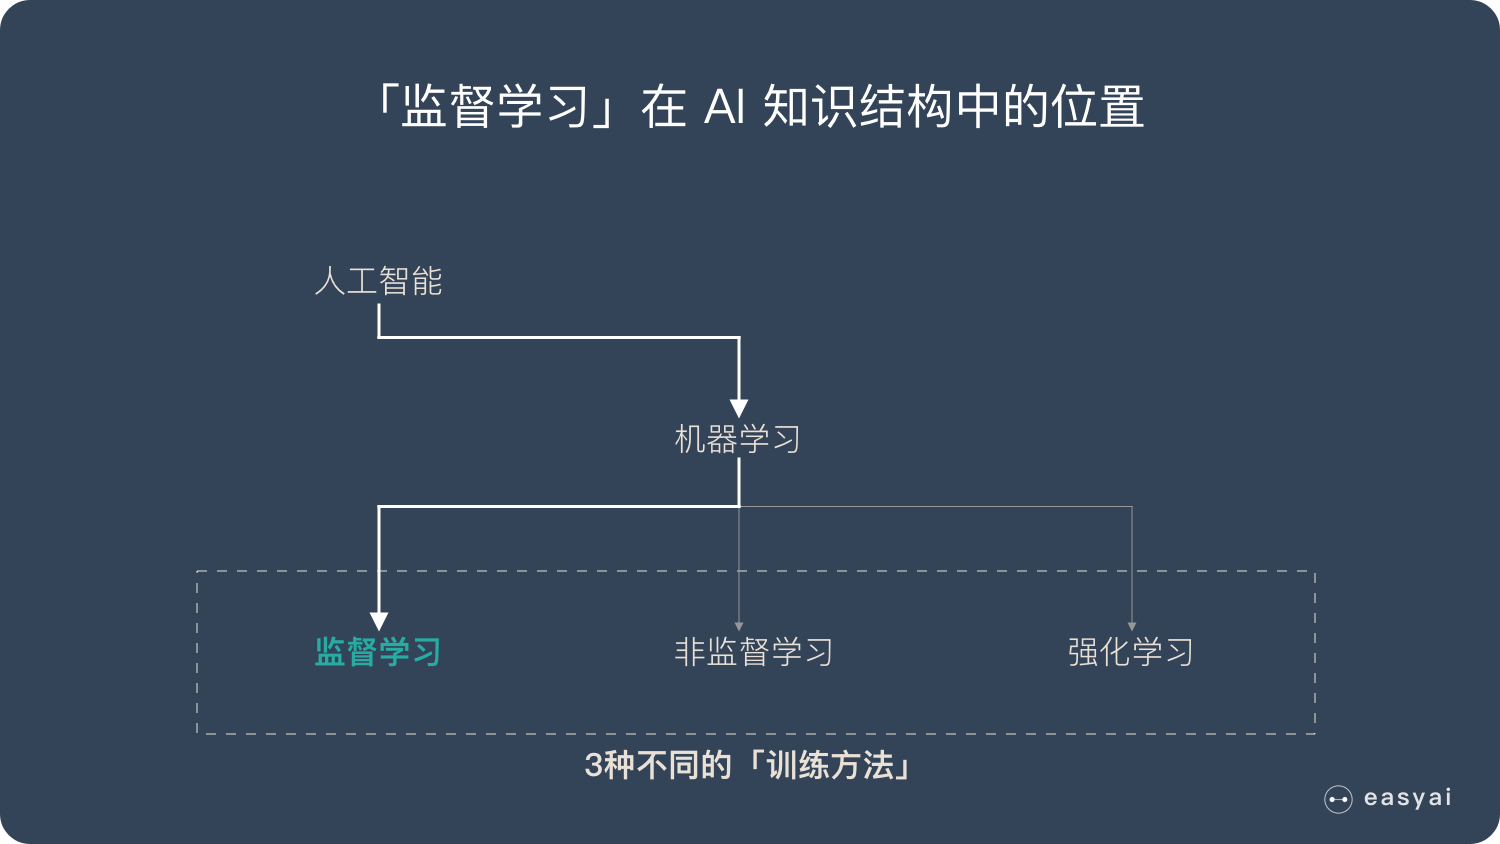 「监督学习」在 AI 知识结构中的位置
人工智能
机器学习
监督学习
非监督学习
强化学习
3种不同的「训练方法」
easyai